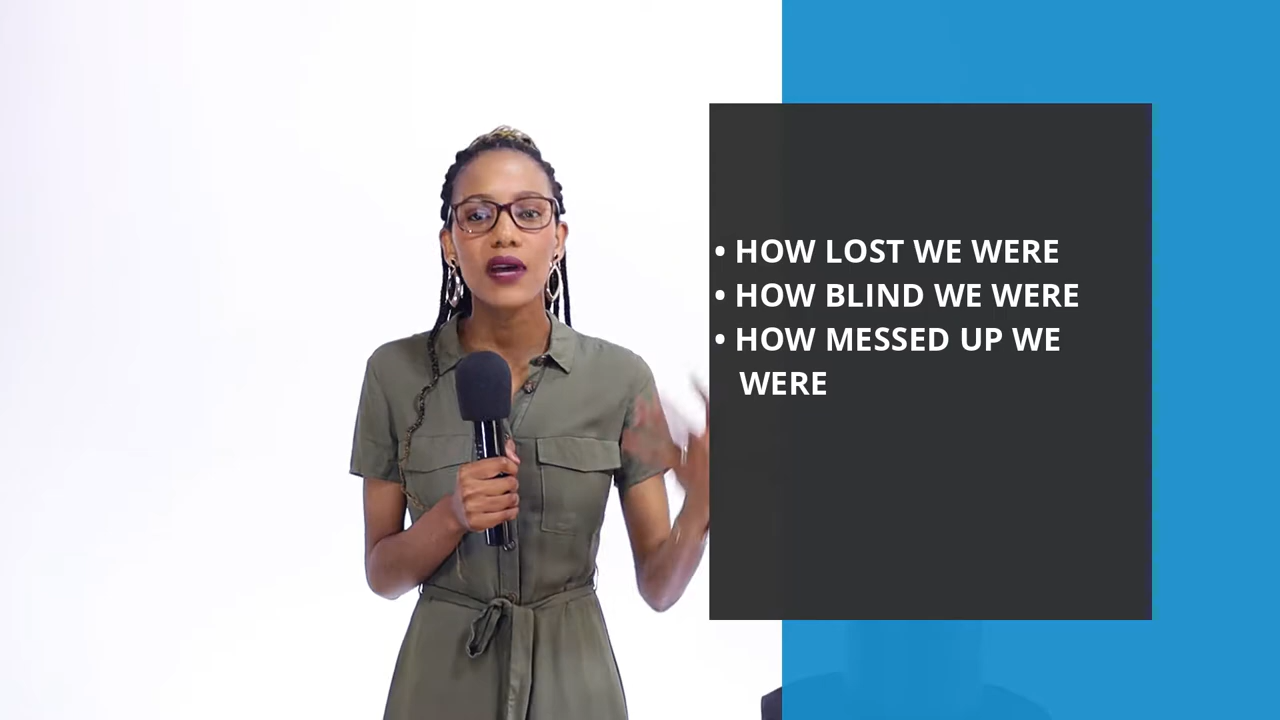 • HOW LOST WE WERE
• HOW BLIND WE WERE
• HOW MESSED UP WE
WERE